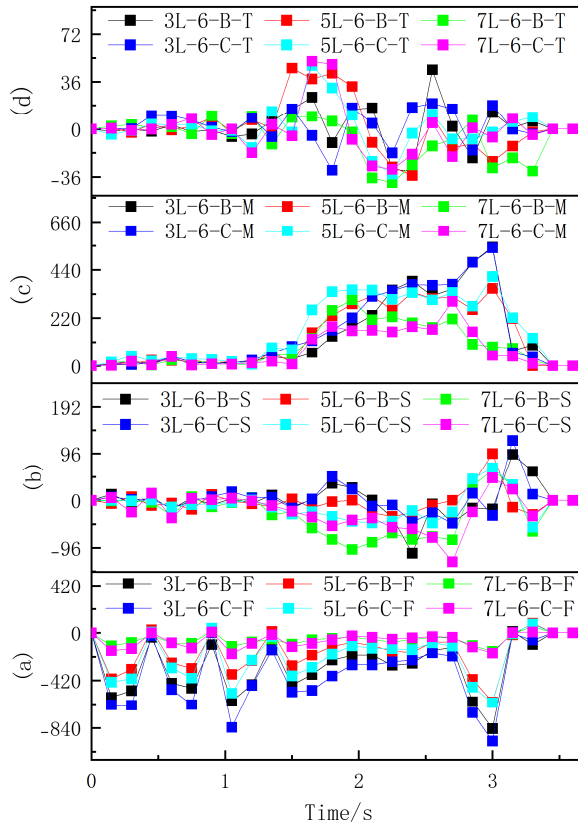 72
3L-6-B-T 5L-6-B-T 7L-6-B-T
3L-6-C-T 5L-6-C-T 7L-6-C-T
36
0
-36
(d)
660
3L-6-B-M 5L-6-B-M 7L-6-B-M
3L-6-C-M 5L-6-C-M 7L-6-C-M
440
220
0
(c)
192
3L-6-B-S 5L-6-B-S 7L-6-B-S
3L-6-C-S 5L-6-C-S 7L-6-C-S
96
0
-96
(b)
420
3L-6-B-F 5L-6-B-F 7L-6-B-F
3L-6-C-F 5L-6-C-F 7L-6-C-F
0
-420
-840
(a)
0 1 2 3
Time/s